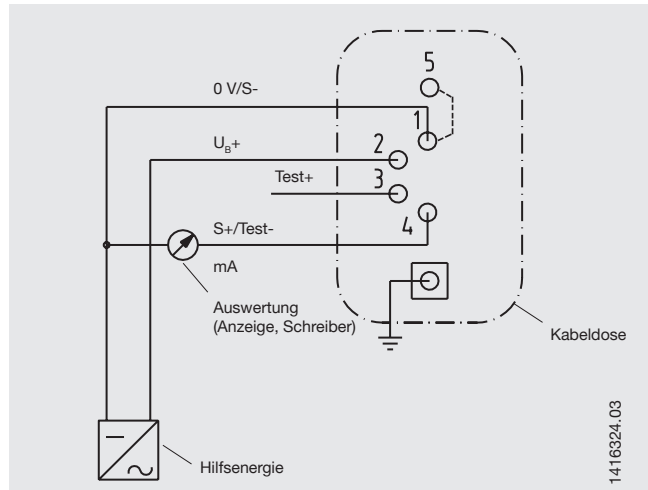 5
0 V/S-
1
U_B+
2
Test+
3
S+/Test-
4
mA
Auswertung
(Anzeige, Schreiber)
Kabeldose
Hilfsenergie
1416324.03